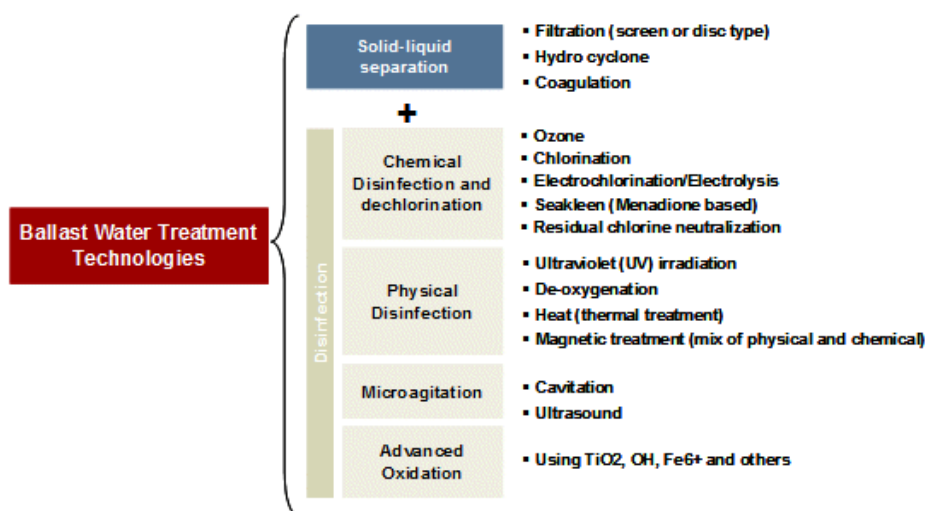 Ballast Water Treatment
Technologies
Solid-liquid
separation
▪ Filtration (screen or disc type)
▪ Hydro cyclone
▪ Coagulation
+
Disinfection
Chemical
Disinfection and
dechlorination
▪ Ozone
▪ Chlorination
▪ Electrochlorination/Electrolysis
▪ Seakleen (Menadione based)
▪ Residual chlorine neutralization
Physical
Disinfection
▪ Ultraviolet (UV) irradiation
▪ De-oxygenation
▪ Heat (thermal treatment)
▪ Magnetic treatment (mix of physical and chemical)
Microagitation
▪ Cavitation
▪ Ultrasound
Advanced
Oxidation
▪ Using TiO2, OH, Fe6+ and others